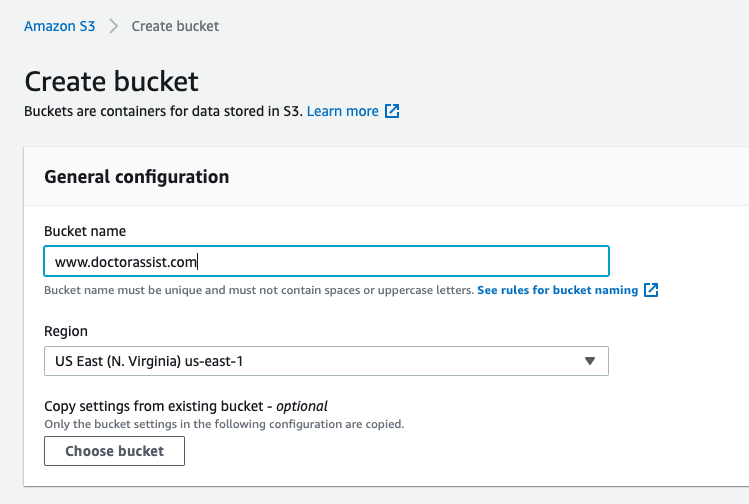 Amazon S3 > Create bucket
Create bucket
Buckets are containers for data stored in S3. Learn more
General configuration
Bucket name
www.doctorassist.com
Bucket name must be unique and must not contain spaces or uppercase letters. See rules for bucket naming
Region
US East (N. Virginia) us-east-1
Copy settings from existing bucket - optional
Only the bucket settings in the following configuration are copied.
Choose bucket